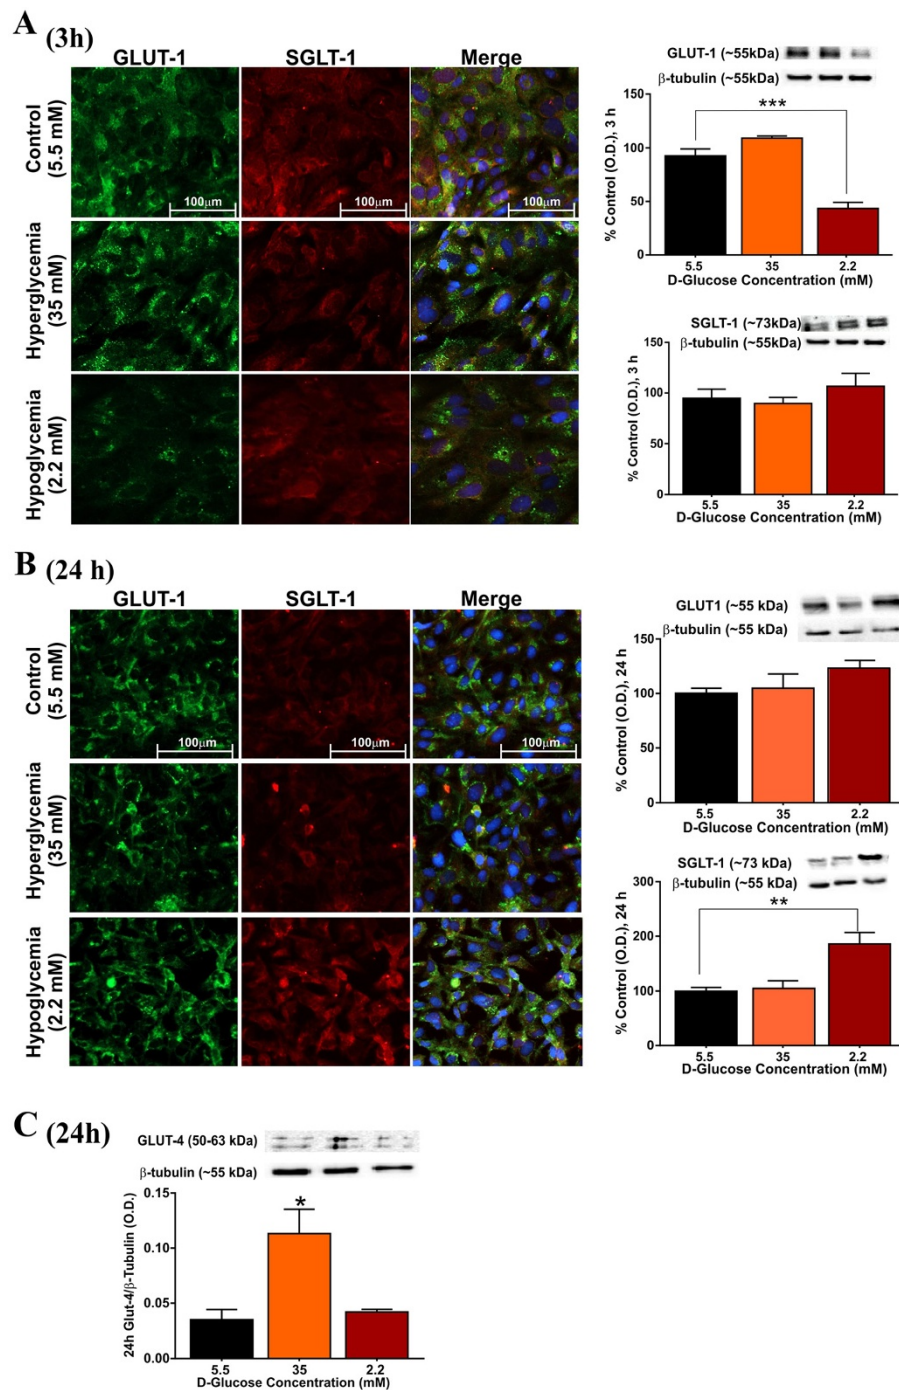 A (3h)
GLUT-1 SGLT-1 Merge
Control
(5.5 mM)
100µm 100µm 100µm
Hyperglycemia
(35 mM)
Hypoglycemia
(2.2 mM)
GLUT-1 (~55kDa)
β-tubulin (~55kDa)
% Control (O.D.), 3 h
150
100
50
0
***
5.5 35 2.2
D-Glucose Concentration (mM)
SGLT-1 (~73kDa)
β-tubulin (~55kDa)
% Control (O.D.), 3 h
150
100
50
0
5.5 35 2.2
D-Glucose Concentration (mM)
B (24 h)
GLUT-1 SGLT-1 Merge
Control
(5.5 mM)
100µm 100µm 100µm
Hyperglycemia
(35 mM)
Hypoglycemia
(2.2 mM)
GLUT1 (~55 kDa)
β-tubulin (~55 kDa)
% Control (O.D.), 24 h
150
100
50
0
5.5 35 2.2
D-Glucose Concentration (mM)
SGLT-1 (~73 kDa)
β-tubulin (~55 kDa)
% Control (O.D.), 24 h
300
200
100
0
**
5.5 35 2.2
D-Glucose Concentration (mM)
C (24h)
GLUT-4 (50-63 kDa)
β-tubulin (~55 kDa)
24h Glut-4/β-Tubulin (O.D.)
0.15
0.10
0.05
0.00
*
5.5 35 2.2
D-Glucose Concentration (mM)